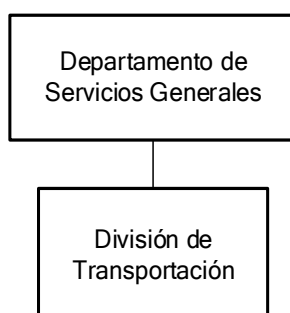 Departamento de
Servicios Generales
División de
Transportación